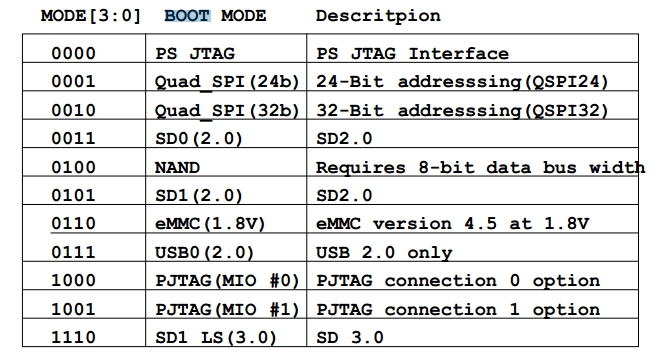 MODE[3:0] BOOT MODE Descritpion
0000 PS JTAG PS JTAG Interface
0001 Quad_SPI(24b) 24-Bit addresssing(QSPI24)
0010 Quad_SPI(32b) 32-Bit addresssing(QSPI32)
0011 SD0(2.0) SD2.0
0100 NAND Requires 8-bit data bus width
0101 SD1(2.0) SD2.0
0110 eMMC(1.8V) eMMC version 4.5 at 1.8V
0111 USB0(2.0) USB 2.0 only
1000 PJTAG(MIO #0) PJTAG connection 0 option
1001 PJTAG(MIO #1) PJTAG connection 1 option
1110 SD1 LS(3.0) SD 3.0